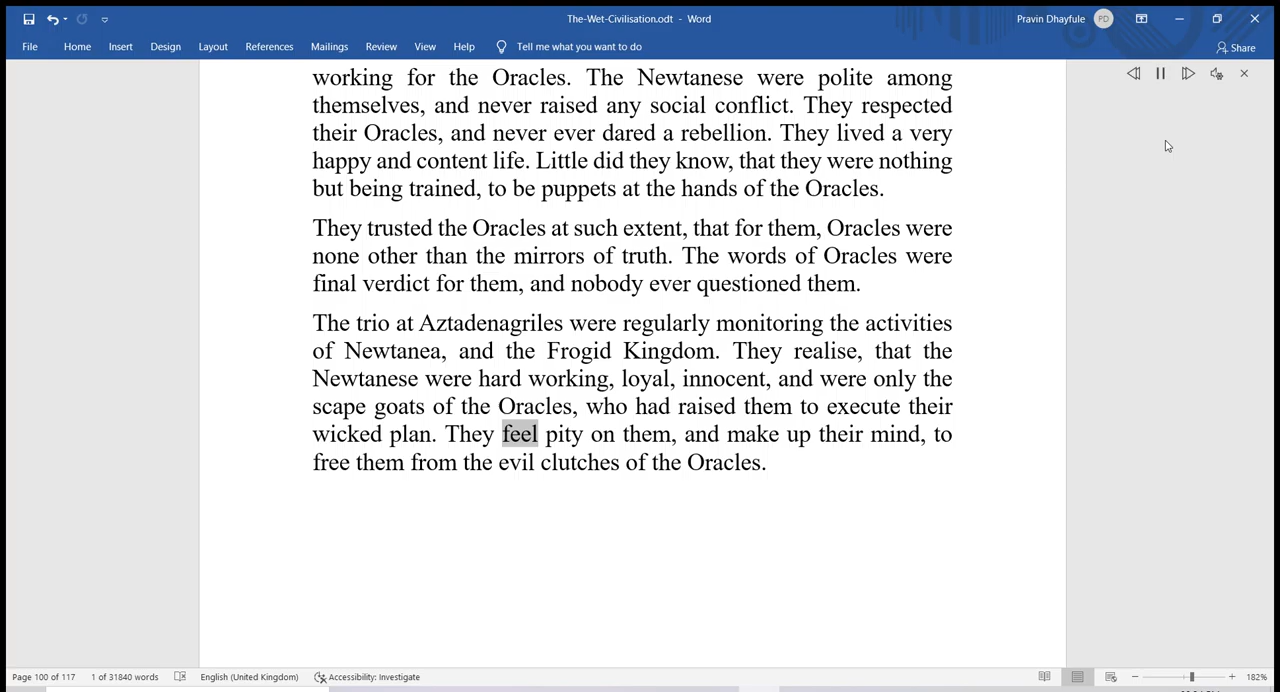 The-Wet-Civilisation.odt - Word
Pravin Dhayfule PD
File Home Insert Design Layout References Mailings Review View Help Tell me what you want to do Share
working for the Oracles. The Newtanese were polite among
themselves, and never raised any social conflict. They respected
their Oracles, and never ever dared a rebellion. They lived a very
happy and content life. Little did they know, that they were nothing
but being trained, to be puppets at the hands of the Oracles.
They trusted the Oracles at such extent, that for them, Oracles were
none other than the mirrors of truth. The words of Oracles were
final verdict for them, and nobody ever questioned them.
The trio at Aztadenagriles were regularly monitoring the activities
of Newtanea, and the Frogid Kingdom. They realise, that the
Newtanese were hard working, loyal, innocent, and were only the
scape goats of the Oracles, who had raised them to execute their
wicked plan. They feel pity on them, and make up their mind, to
free them from the evil clutches of the Oracles.
Page 100 of 117 1 of 31840 words English (United Kingdom) Accessibility: Investigate 182%